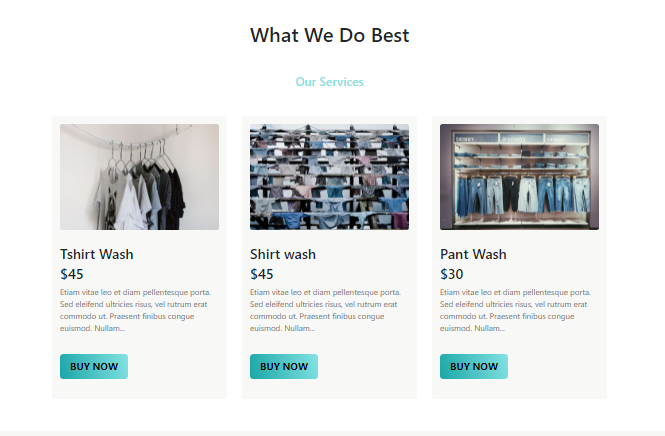 What We Do Best
Our Services
Tshirt Wash
$45
Etiam vitae leo et diam pellentesque porta.
Sed eleifend ultricies risus, vel rutrum erat
commodo ut. Praesent finibus congue
euismod. Nullam...
BUY NOW
Shirt wash
$45
Etiam vitae leo et diam pellentesque porta.
Sed eleifend ultricies risus, vel rutrum erat
commodo ut. Praesent finibus congue
euismod. Nullam...
BUY NOW
Pant Wash
$30
Etiam vitae leo et diam pellentesque porta.
Sed eleifend ultricies risus, vel rutrum erat
commodo ut. Praesent finibus congue
euismod. Nullam...
BUY NOW